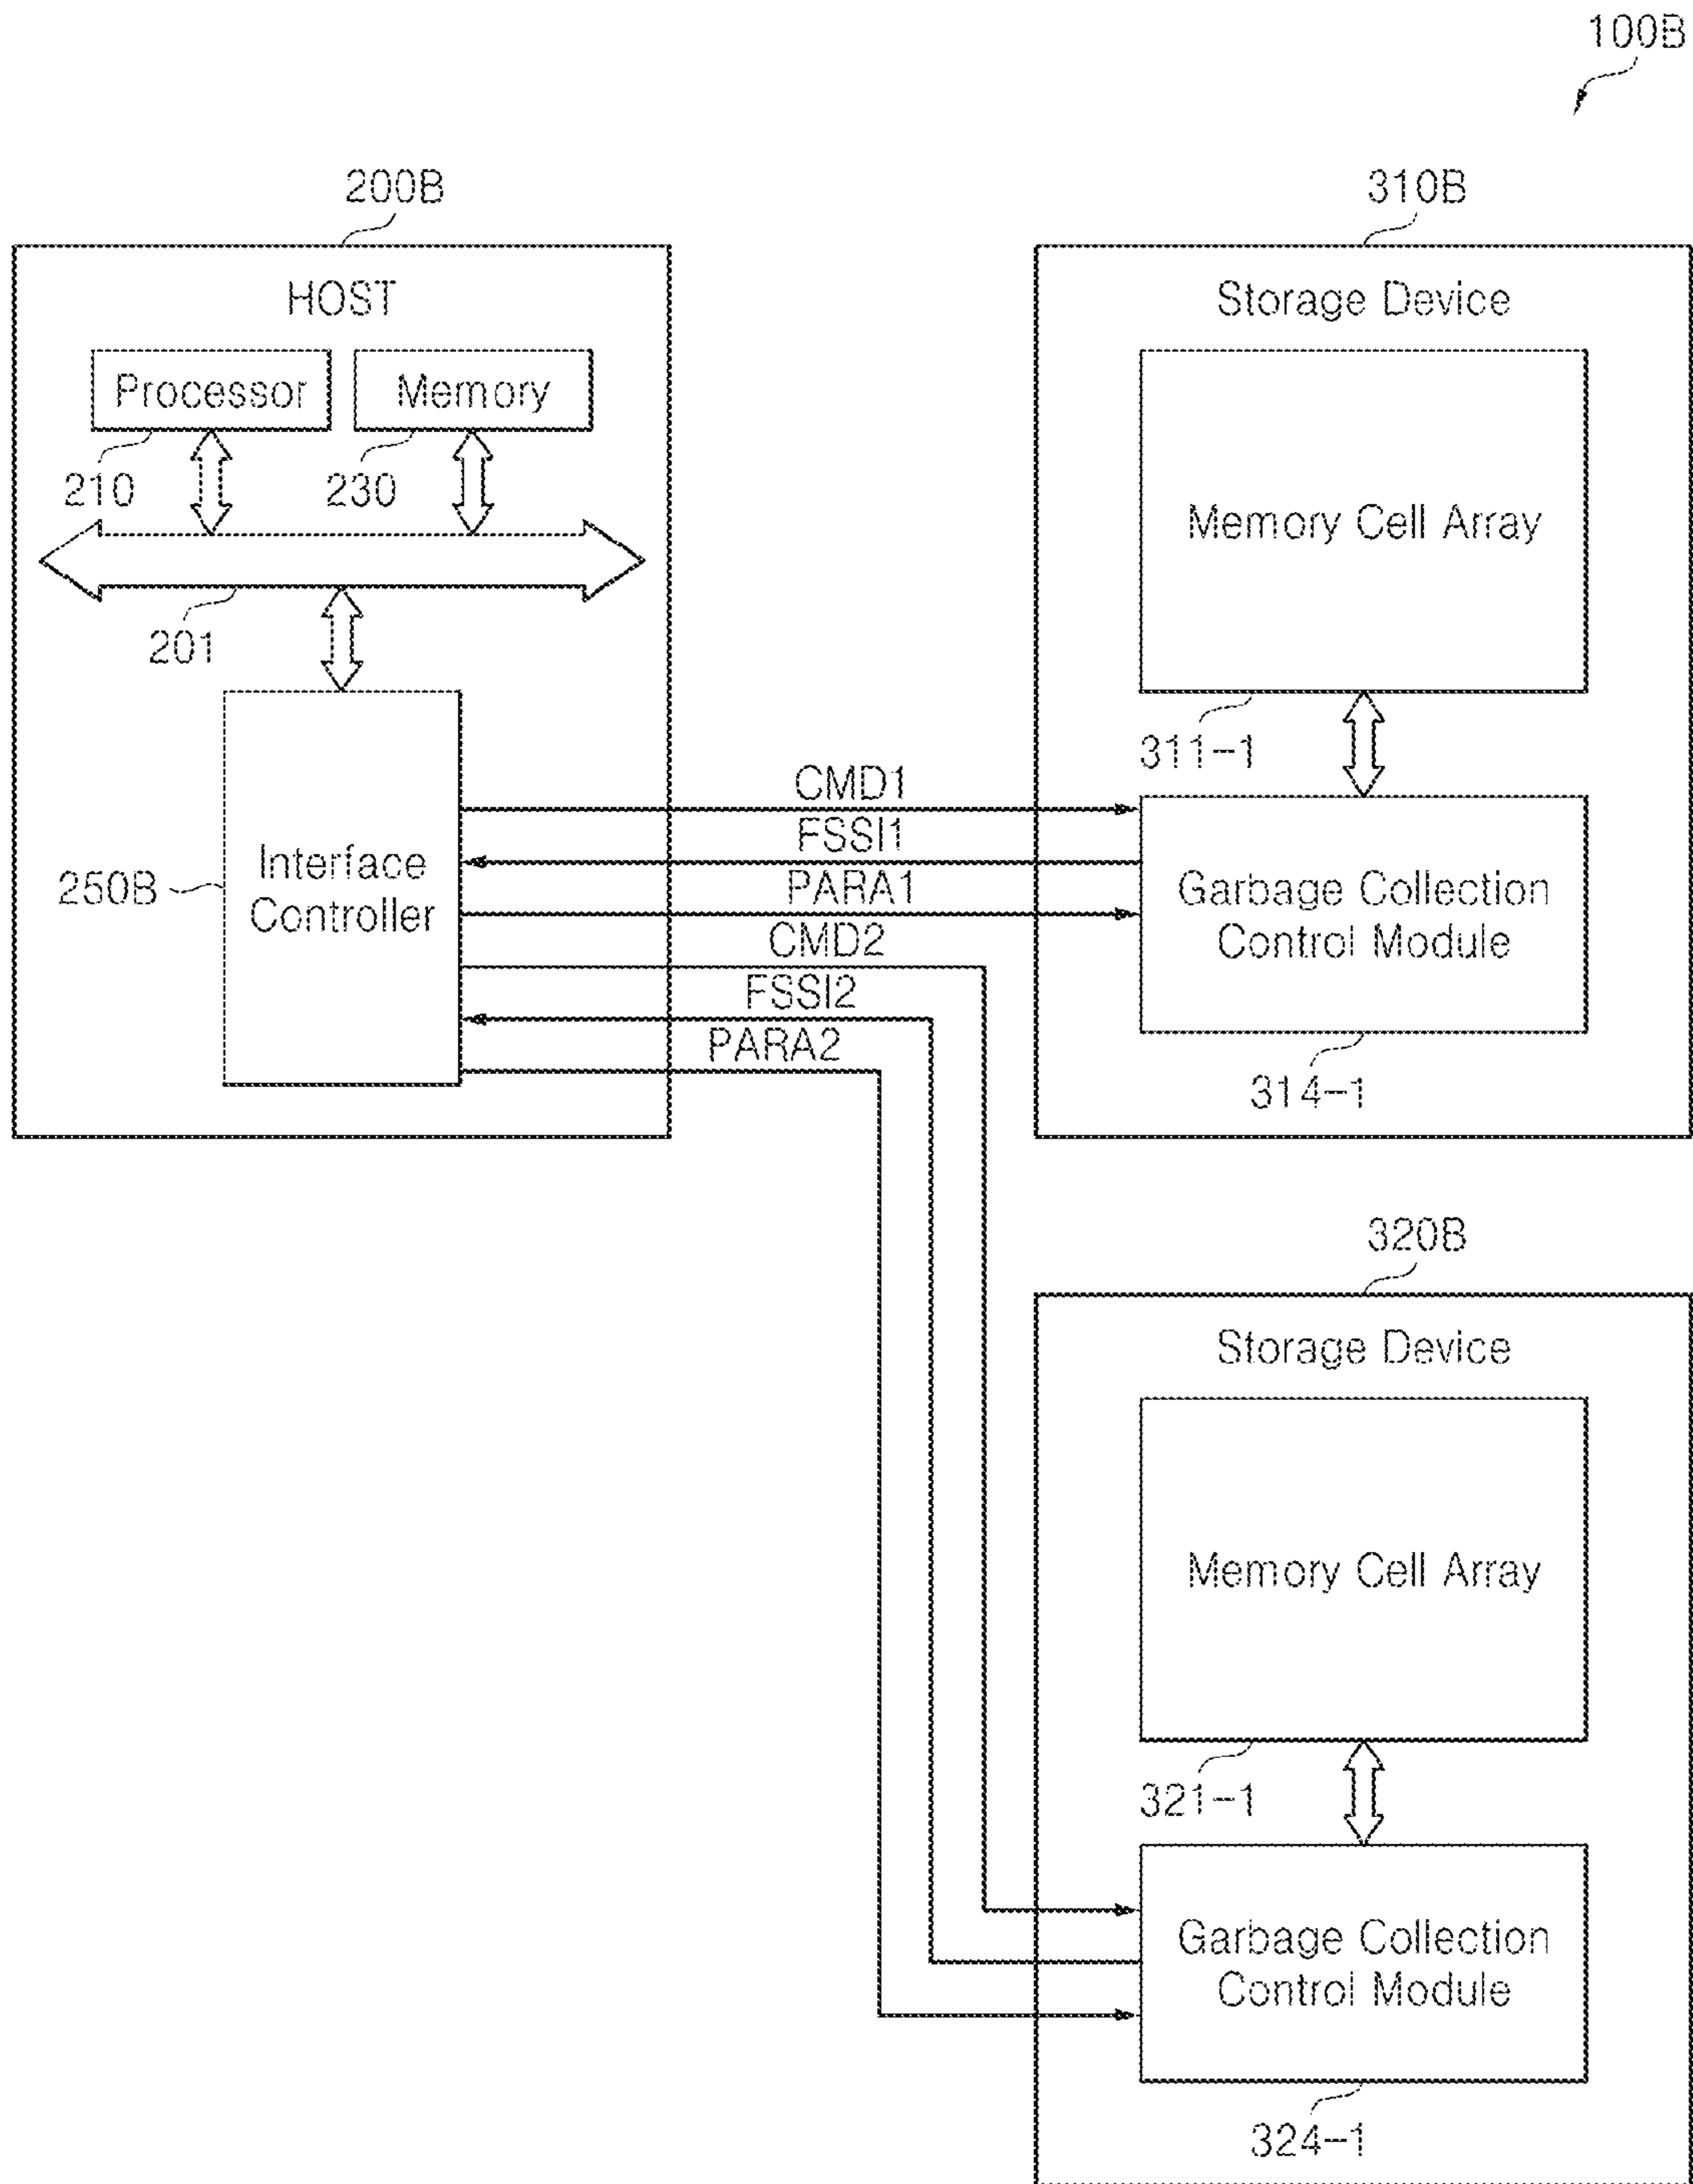 100B
200B
310B
HOST
Storage Device
Processor
Memory
210
230
Memory Cell Array
201
311-1
CMD1
FSSI1
PARA1
CMD2
FSSI2
PARA2
250B
Interface
Controller
Garbage Collection
Control Module
314-1
320B
Storage Device
Memory Cell Array
321-1
Garbage Collection
Control Module
324-1